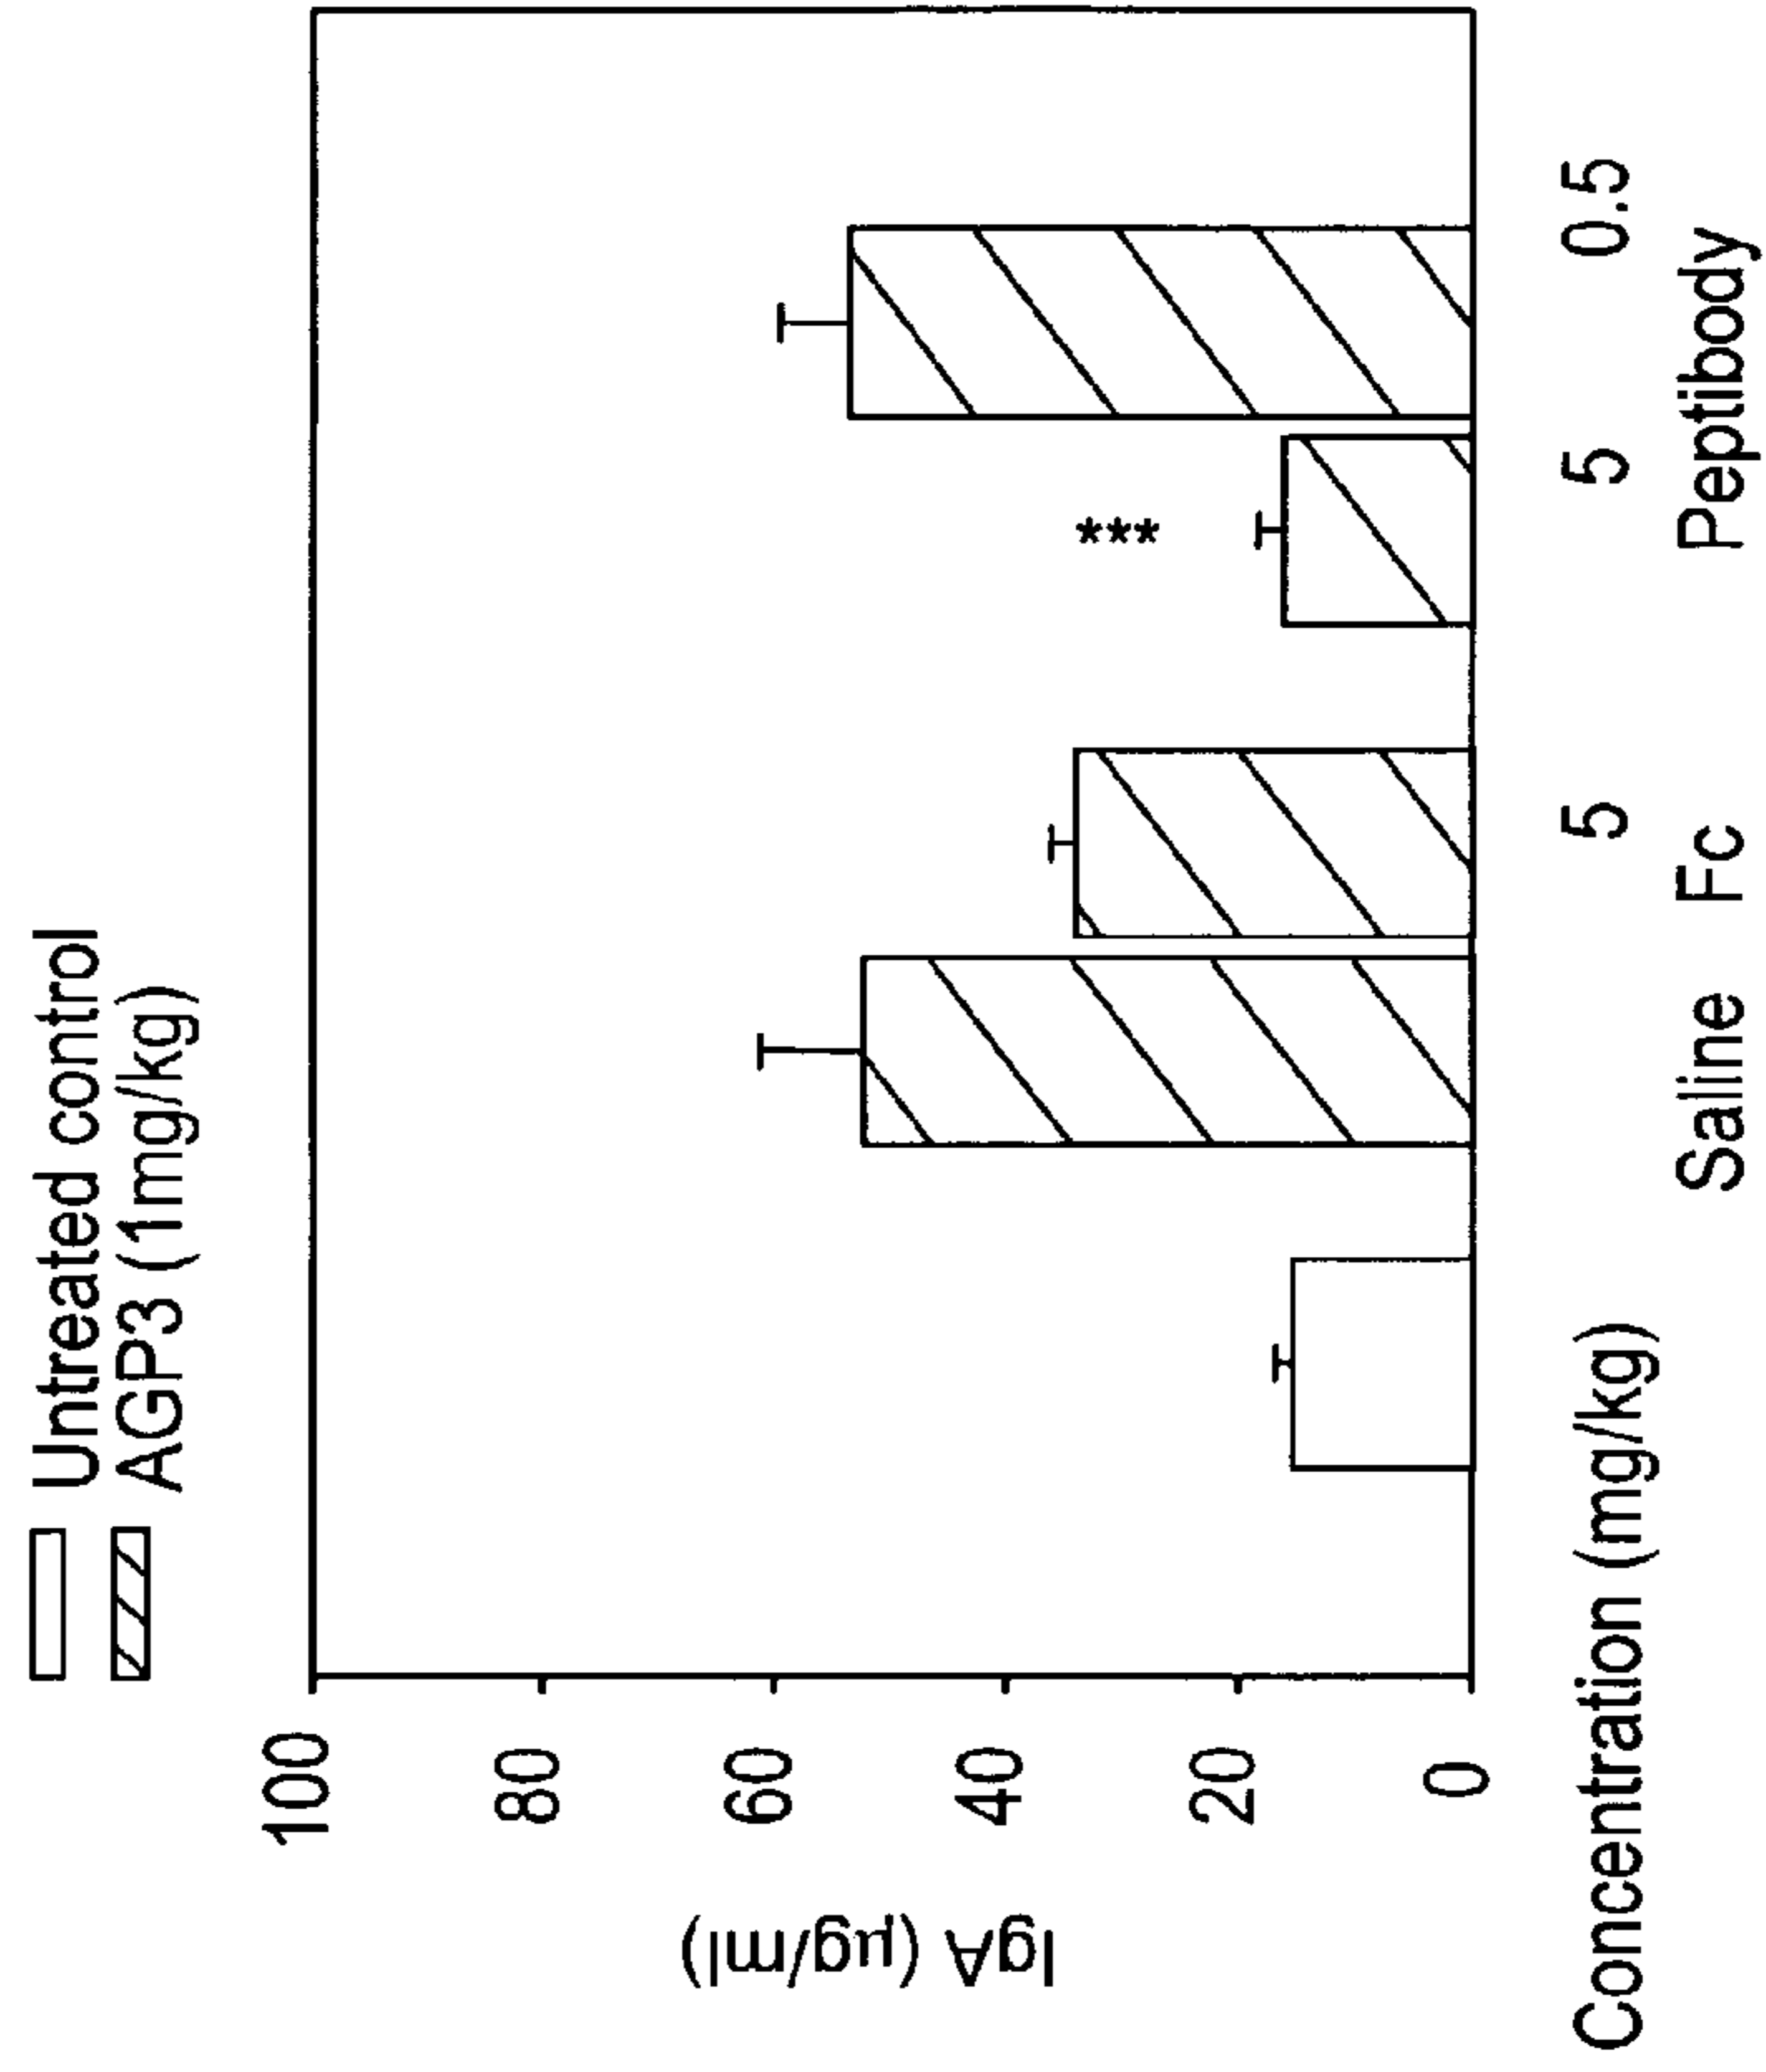 Untreated control
AGP3 (1mg/kg)
100
80
60
40
20
0
IgA (µg/ml)
***
Concentration (mg/kg) 5 5 0.5
Saline Fc Peptibody